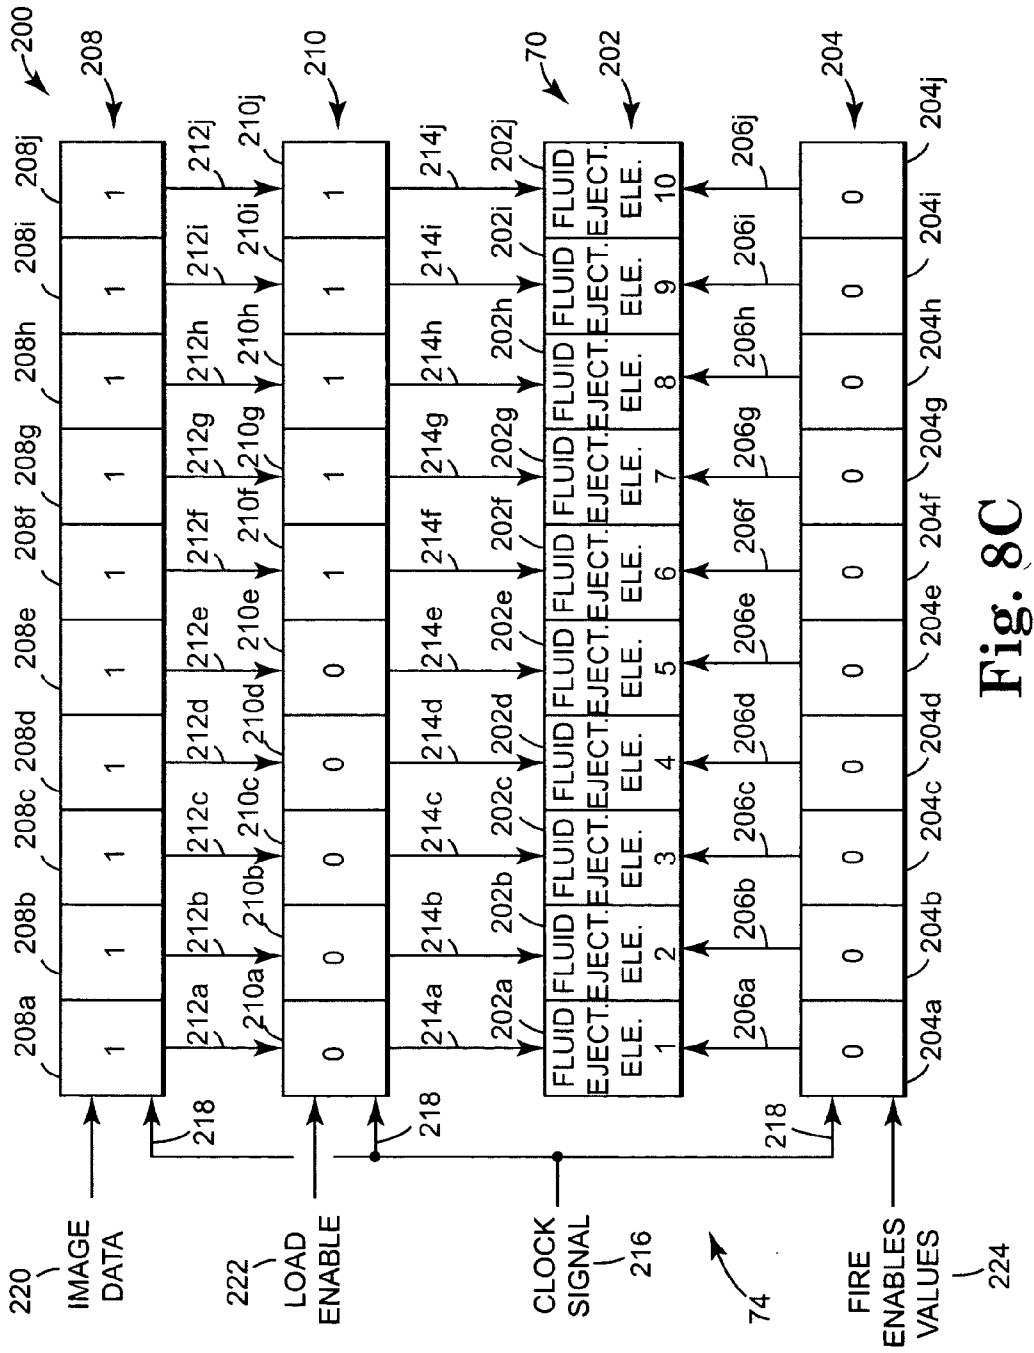 200
208a 208b 208c 208d 208e 208f 208g 208h 208i 208j 208
220 IMAGE DATA
1 1 1 1 1 1 1 1 1 1
218
212a 212b 212c 212d 212e 212f 212g 212h 212i 212j
210a 210b 210c 210d 210e 210f 210g 210h 210i 210j 210
222 LOAD ENABLE
0 0 0 0 0 1 1 1 1 1
218
214a 214b 214c 214d 214e 214f 214g 214h 214i 214j
70
202a 202b 202c 202d 202e 202f 202g 202h 202i 202j 202
CLOCK SIGNAL 216
FLUID FLUID FLUID FLUID FLUID FLUID FLUID FLUID FLUID FLUID
EJECT. EJECT. EJECT. EJECT. EJECT. EJECT. EJECT. EJECT. EJECT. EJECT.
ELE. ELE. ELE. ELE. ELE. ELE. ELE. ELE. ELE. ELE.
1 2 3 4 5 6 7 8 9 10
206a 206b 206c 206d 206e 206f 206g 206h 206i 206j
74
218
204
0 0 0 0 0 0 0 0 0 0
FIRE ENABLES VALUES 224
204a 204b 204c 204d 204e 204f 204g 204h 204i 204j
Fig. 8C